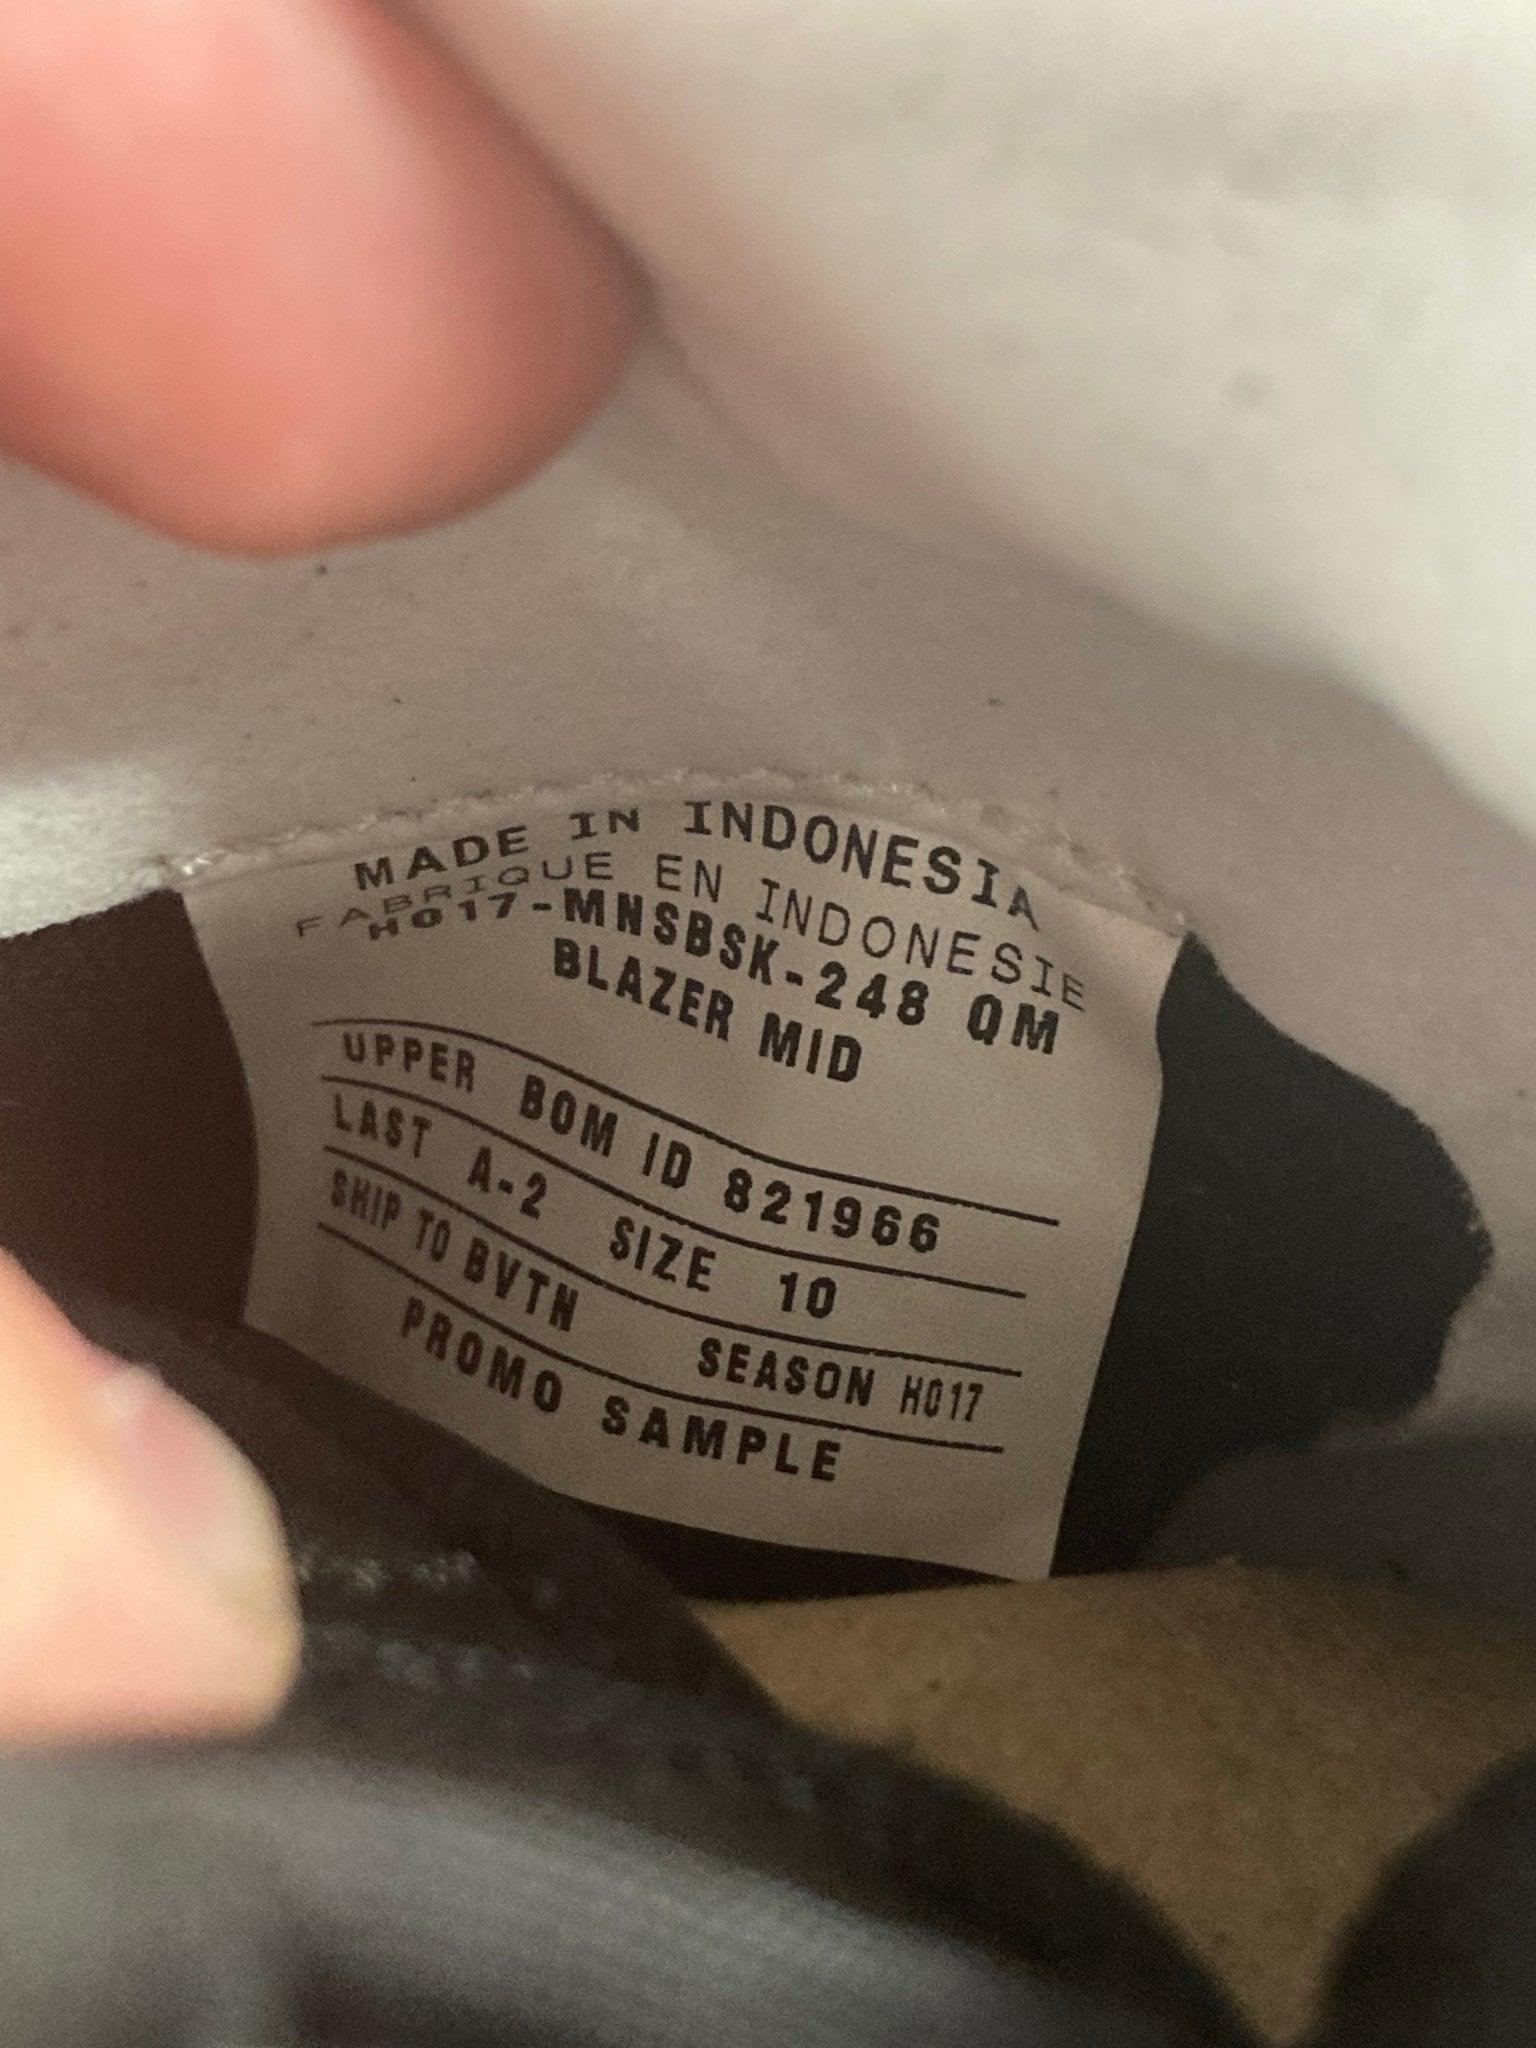 MADE IN INDONESIA
FABRIQUE EN INDONESIE
HO17-MNSBSK-248 QM
BLAZER MID
UPPER BOM ID 821966
LAST A-2 SIZE 10
SHIP TO BVTN SEASON HO17
PROMO SAMPLE